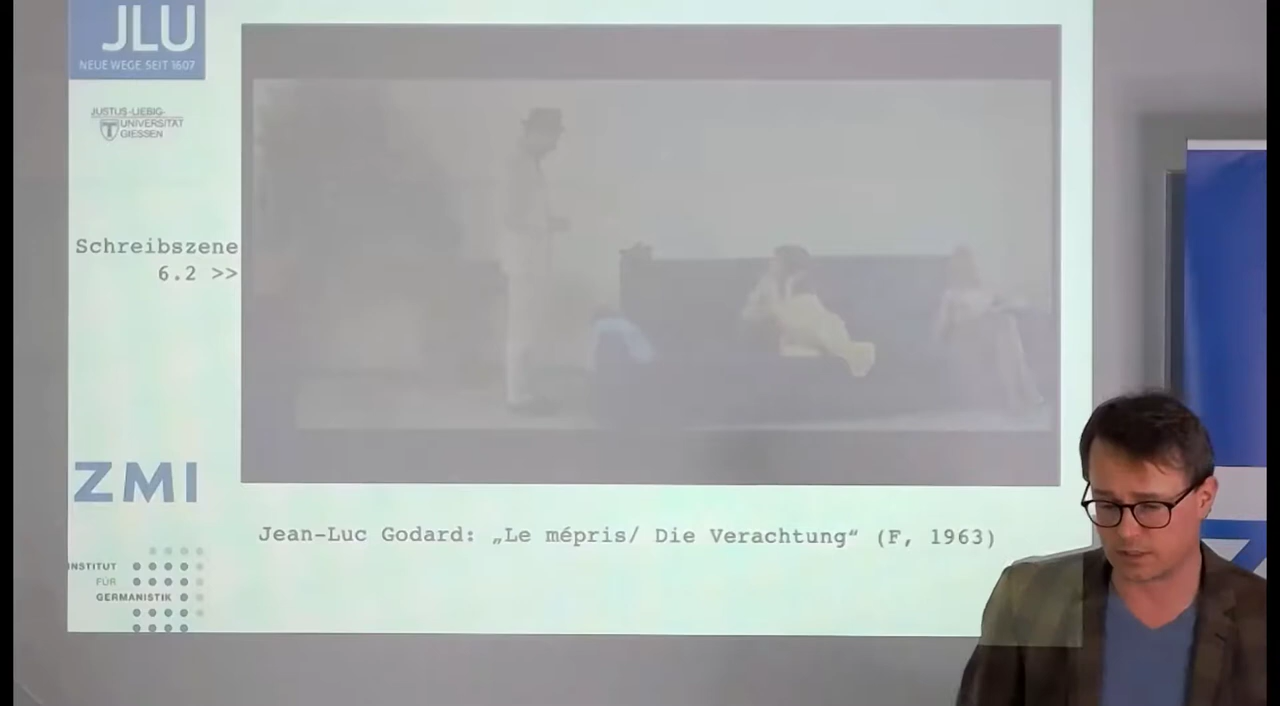 JLU
NEUE WEGE SEIT 1607
JUSTUS-LIEBIG-
UNIVERSITÄT
GIESSEN
Schreibszene
6.2 >>
ZMI
Jean-Luc Godard: „Le mépris/ Die Verachtung“ (F, 1963)
INSTITUT
FÜR
GERMANISTIK